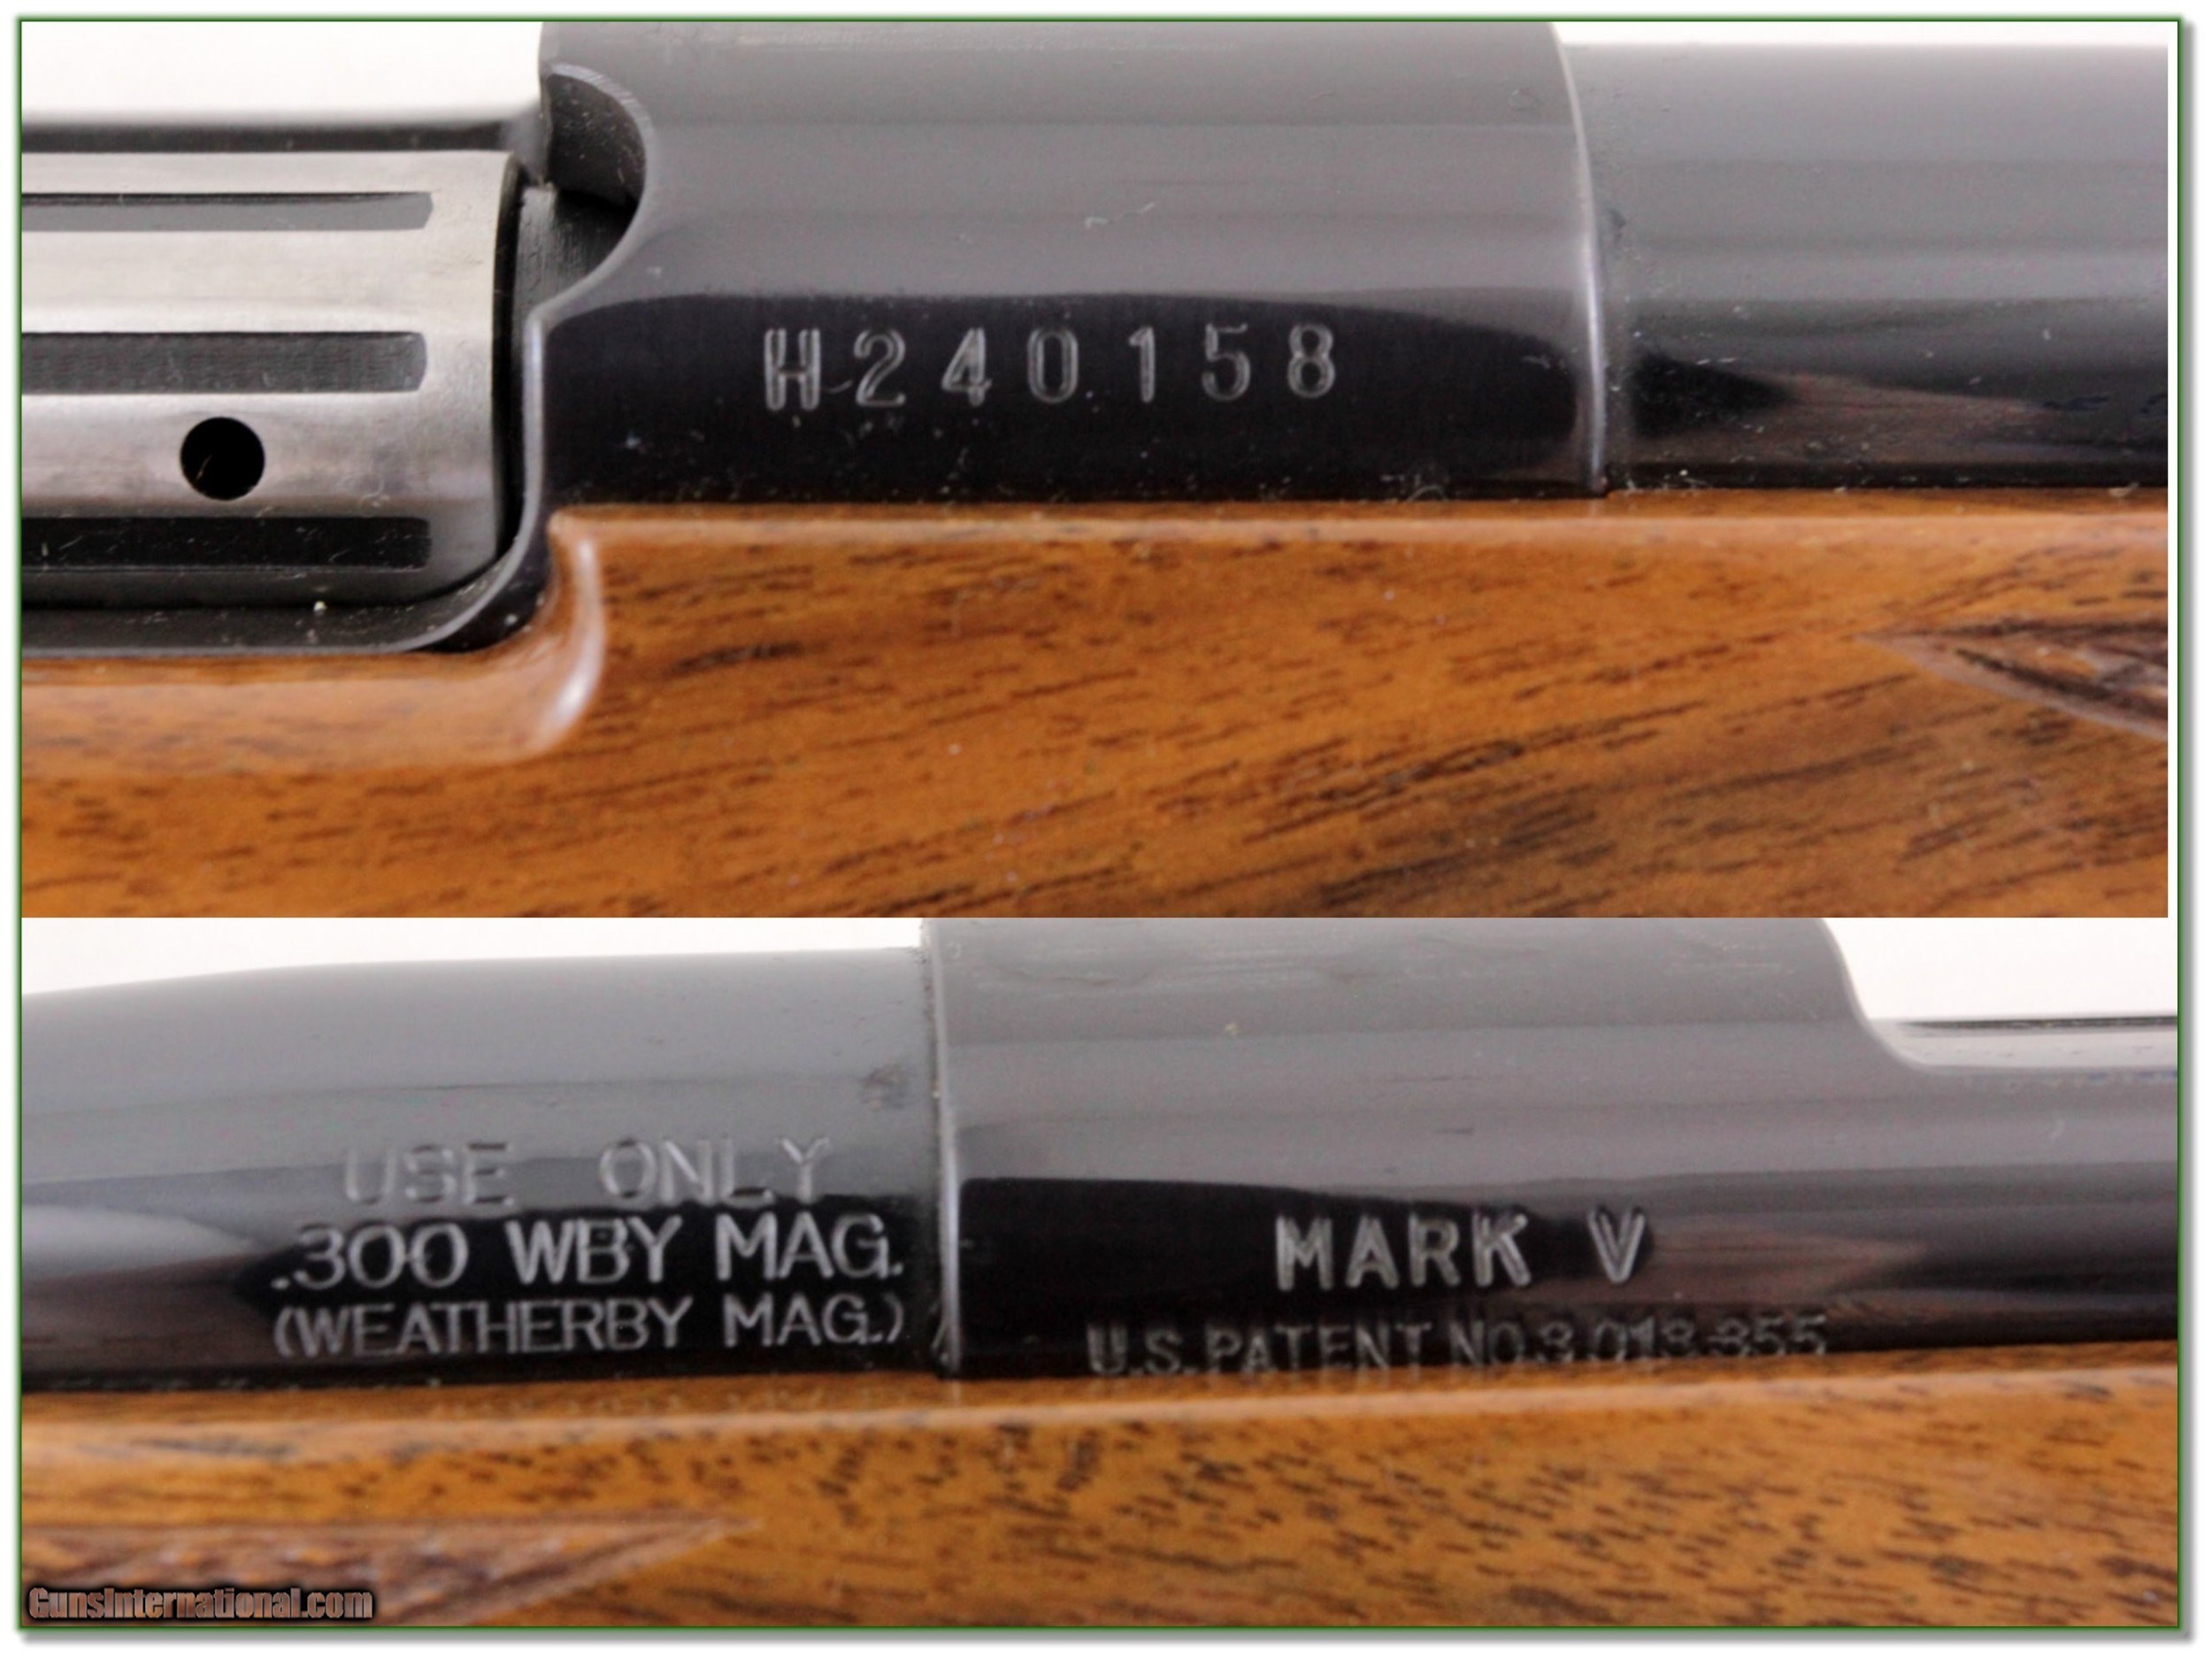 H240158
USE ONLY
.300 WBY MAG.
(WEATHERBY MAG.)
MARK V
U.S. PATENT NO. 3,013,355
GunsInternational.com